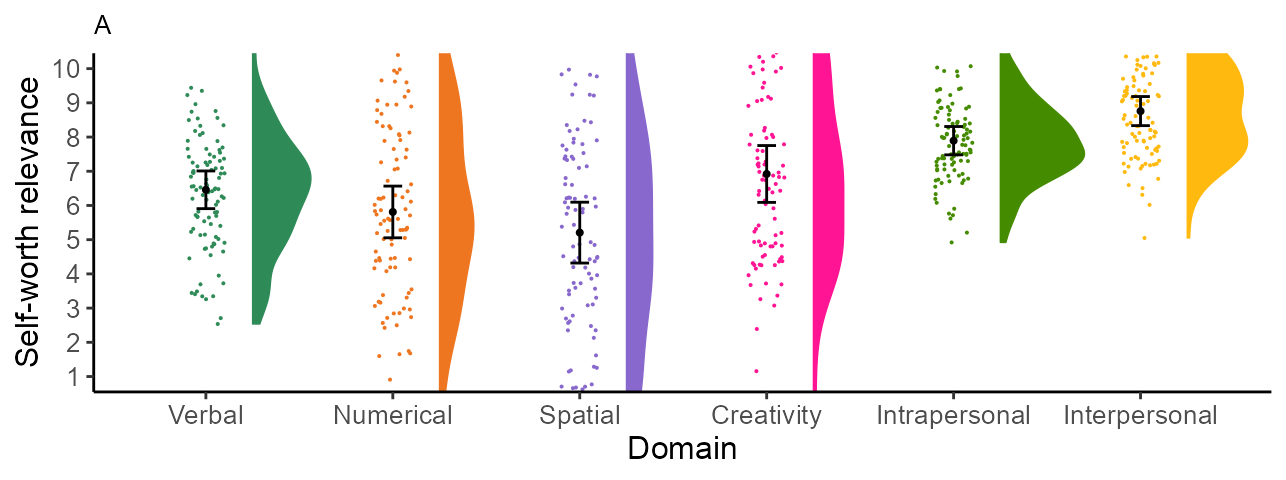 A
Self-worth relevance
10
9
8
7
6
5
4
3
2
1
Verbal Numerical Spatial Creativity Intrapersonal Interpersonal
Domain